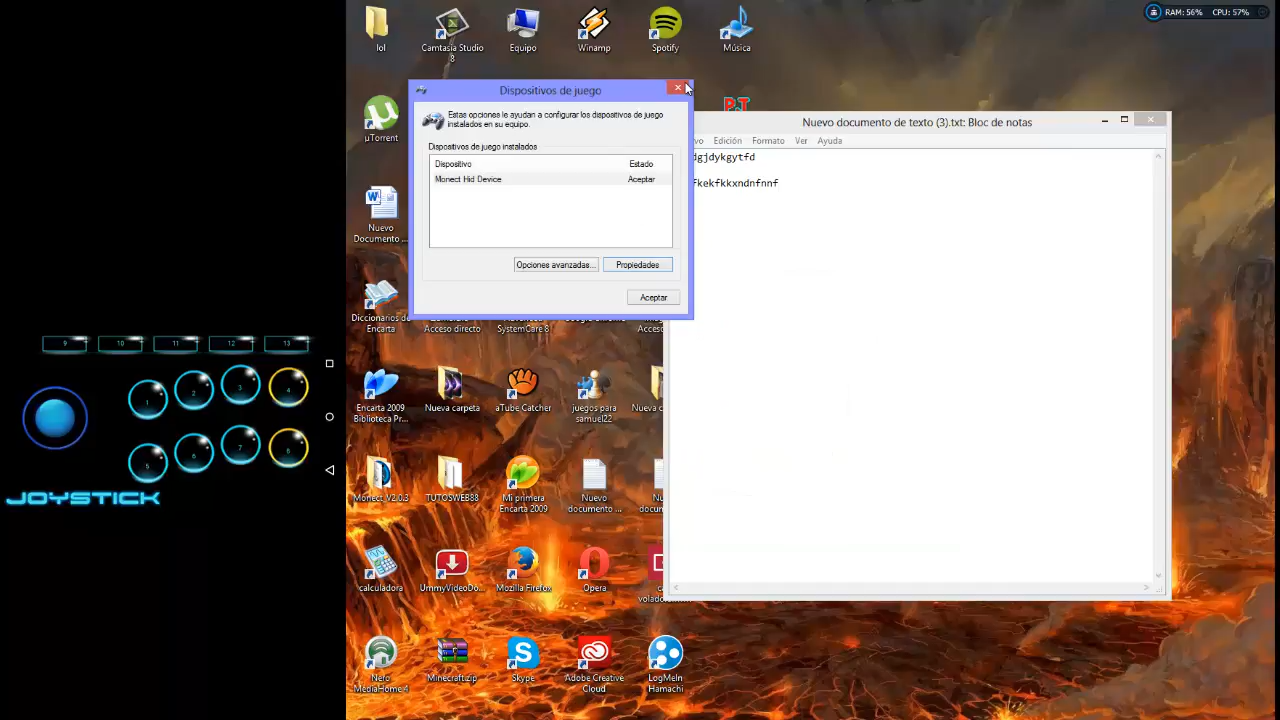 lol
Camtasia Studio
8
Equipo
Winamp
Spotify
Música
RAM: 56%
CPU: 57%
Dispositivos de juego
Estas opciones le ayudan a configurar los dispositivos de juego
instalados en su equipo.
Dispositivos de juego instalados
Dispositivo
Estado
Monect Hid Device
Aceptar
Opciones avanzadas...
Propiedades
Aceptar
µTorrent
Nuevo documento de texto (3).txt: Bloc de notas
Edición
Formato
Ver
Ayuda
dgjdykgytfd
fkekfkkxndnfnnf
Nuevo
Documento ...
Diccionarios de
Encarta
Acceso directo
SystemCare 8
9
10
11
12
13
1
2
3
4
5
6
7
8
JOYSTICK
Encarta 2009
Biblioteca Pr...
Nueva carpeta
aTube Catcher
juegos para
samuel22
Nueva c
Monect_V2.0.3
TUTOSWEB88
Mi primera
Encarta 2009
Nuevo
documento ...
calculadora
UmmyVideoDo...
Mozilla Firefox
Opera
Nero
MediaHome 4
Minecraft.zip
Skype
Adobe Creative
Cloud
LogMeIn
Hamachi